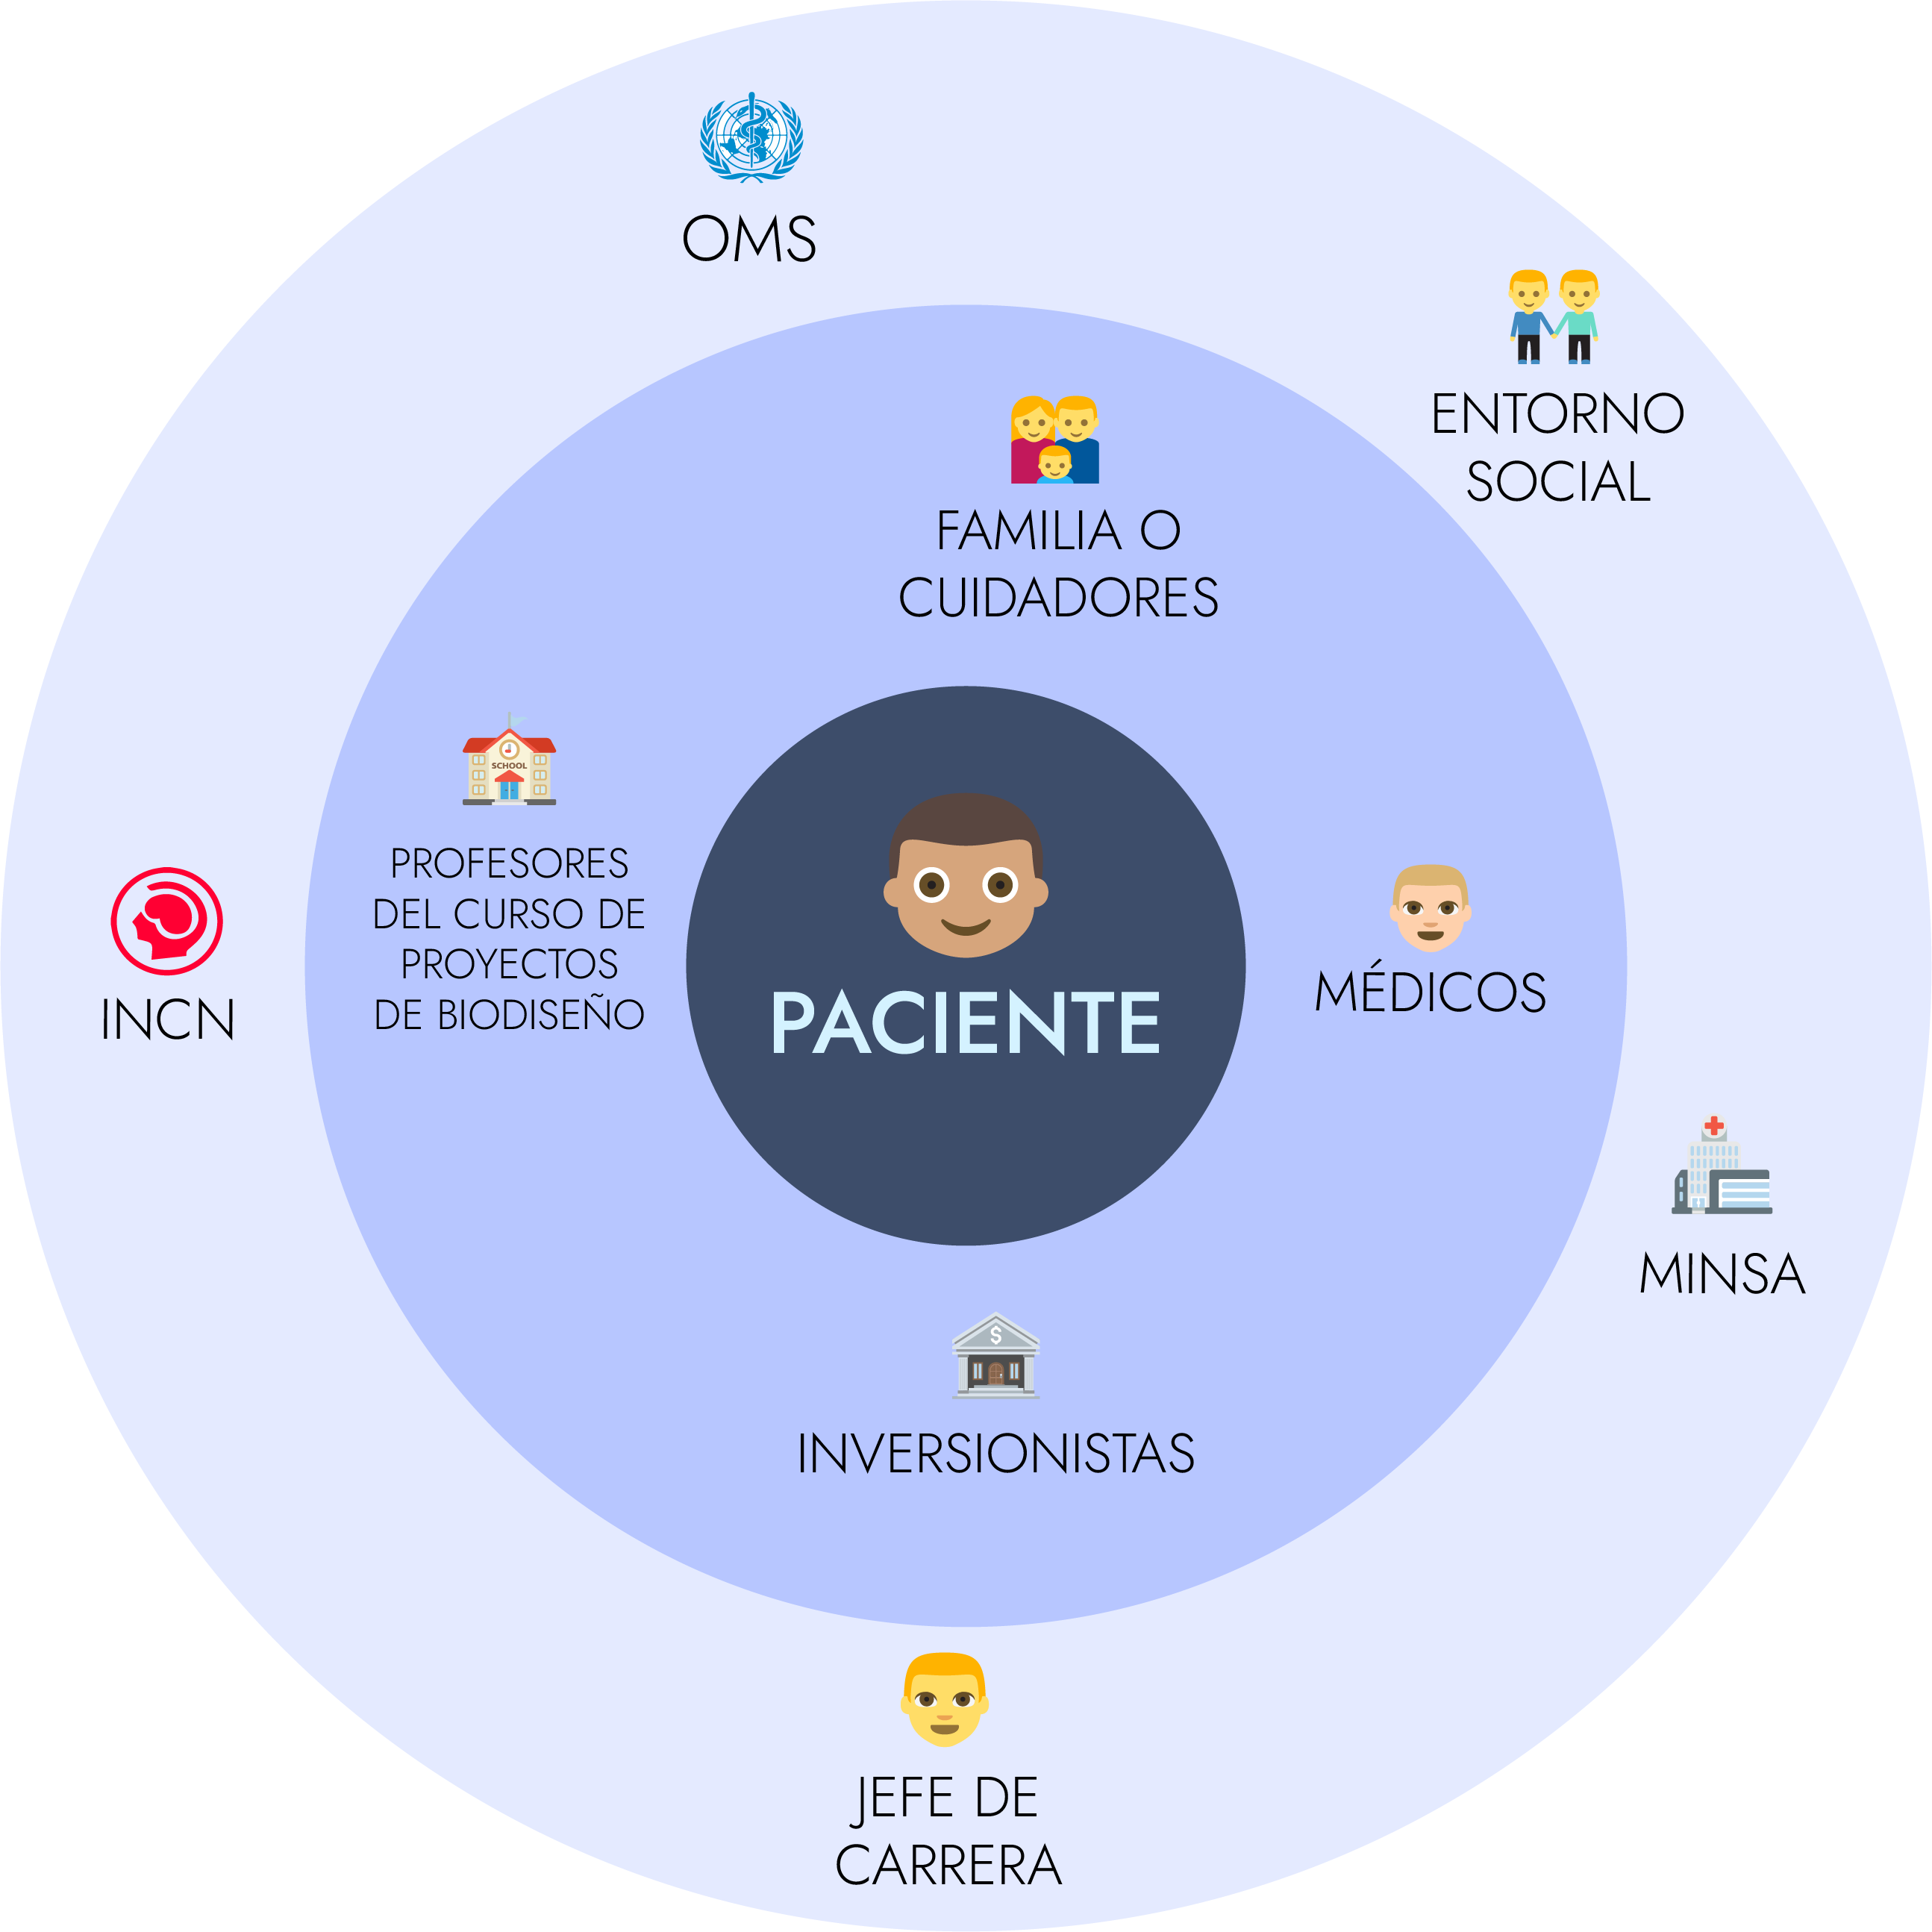 OMS
ENTORNO
SOCIAL
FAMILIA O
CUIDADORES
SCHOOL
PROFESORES
DEL CURSO DE
PROYECTOS
DE BIODISEÑO
INCN
PACIENTE
MÉDICOS
MINSA
$
INVERSIONISTAS
JEFE DE
CARRERA